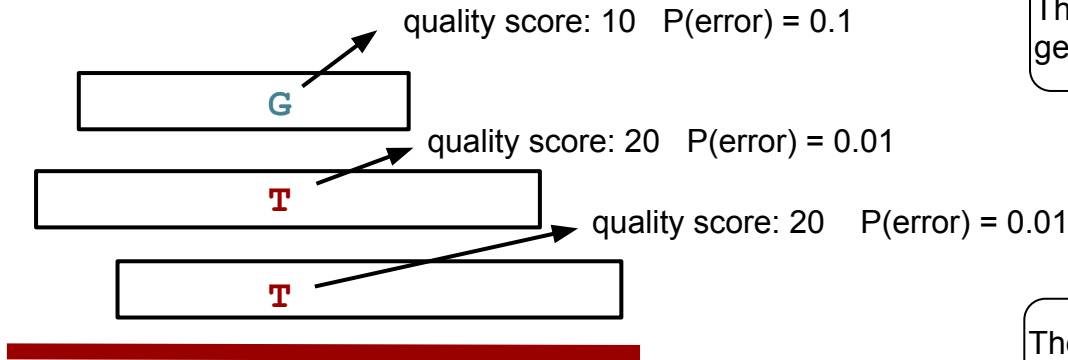 quality score: 10 P(error) = 0.1
G
quality score: 20 P(error) = 0.01
T
quality score: 20 P(error) = 0.01
T